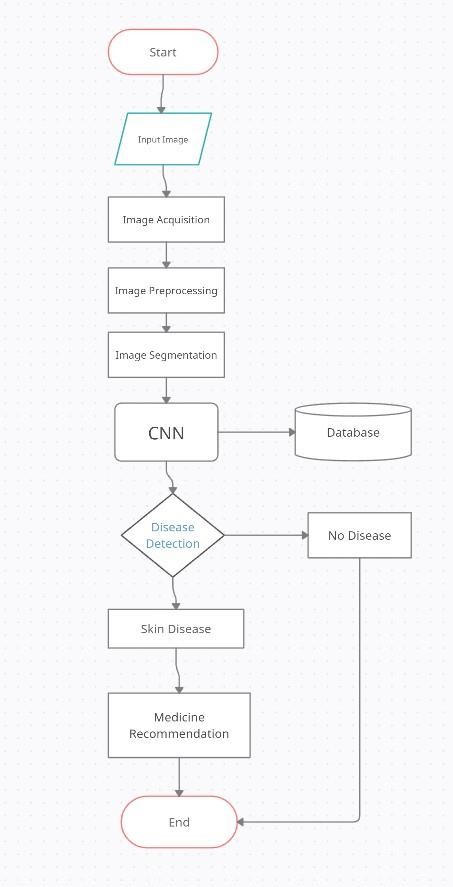 Start
Input Image
Image Acquisition
Image Preprocessing
Image Segmentation
CNN
Database
Disease
Detection
No Disease
Skin Disease
Medicine
Recommendation
End